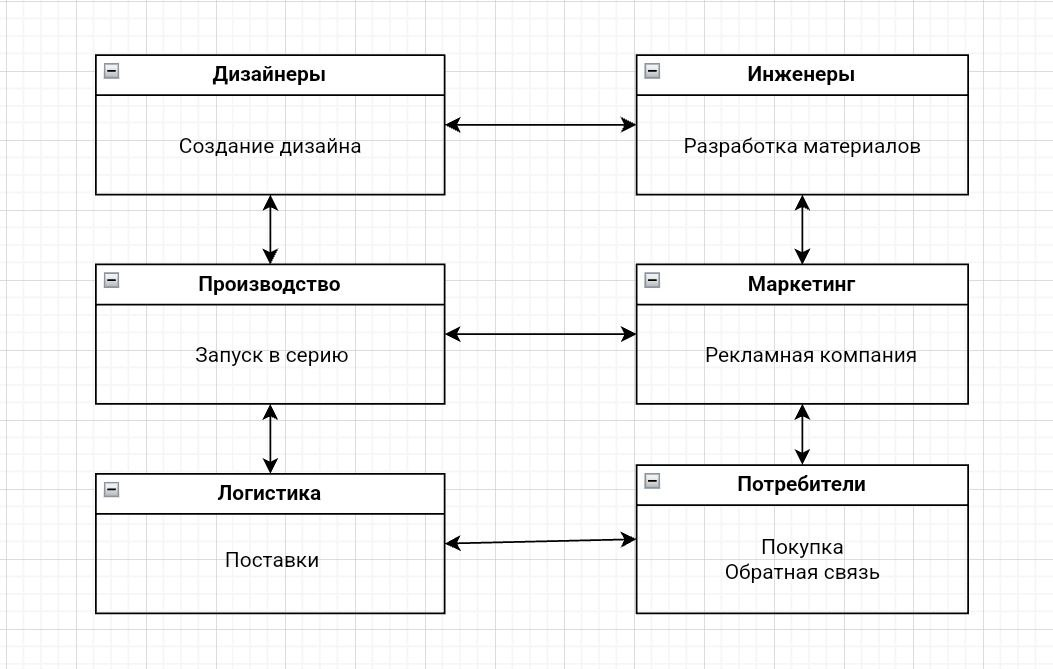 Дизайнеры
Создание дизайна
Инженеры
Разработка материалов
Производство
Запуск в серию
Маркетинг
Рекламная компания
Логистика
Поставки
Потребители
Покупка
Обратная связь